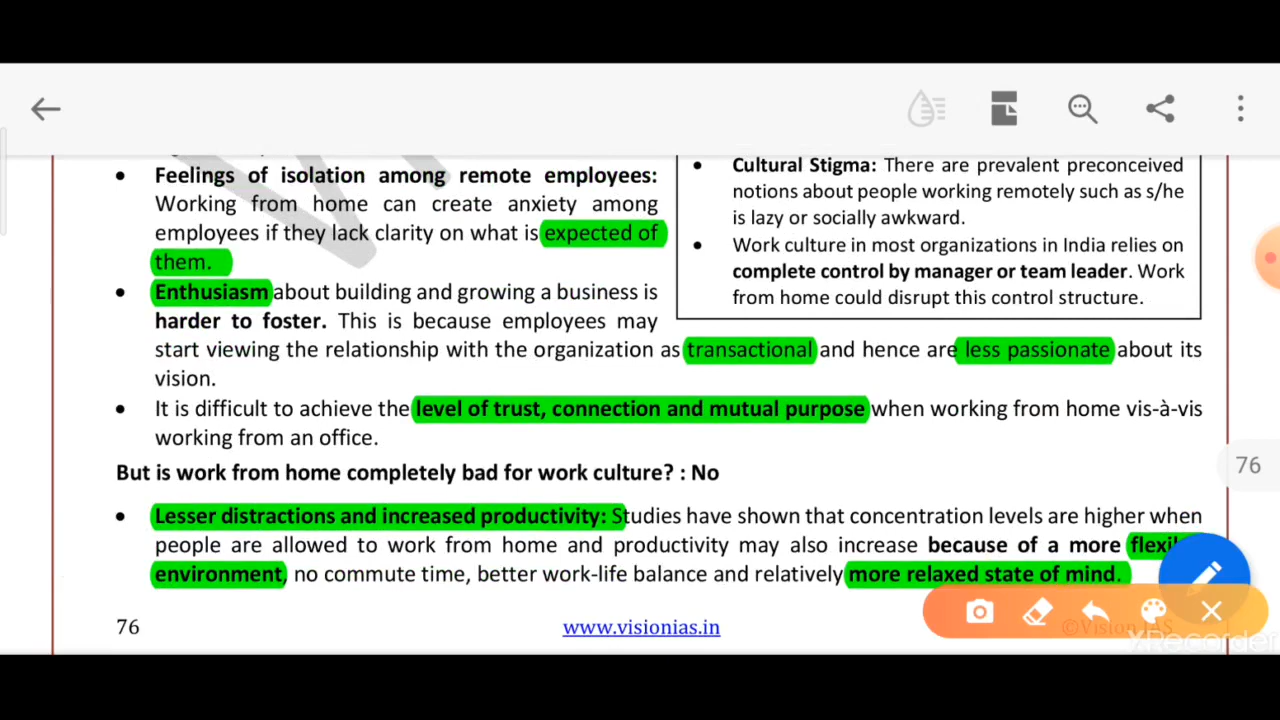 Feelings of isolation among remote employees:
Working from home can create anxiety among
employees if they lack clarity on what is expected of
them.
Enthusiasm about building and growing a business is
harder to foster. This is because employees may
start viewing the relationship with the organization as transactional and hence are less passionate about its
vision.
It is difficult to achieve the level of trust, connection and mutual purpose when working from home vis-à-vis
working from an office.
Cultural Stigma: There are prevalent preconceived
notions about people working remotely such as s/he
is lazy or socially awkward.
Work culture in most organizations in India relies on
complete control by manager or team leader. Work
from home could disrupt this control structure.
But is work from home completely bad for work culture? : No
Lesser distractions and increased productivity: Studies have shown that concentration levels are higher when
people are allowed to work from home and productivity may also increase because of a more
environment, no commute time, better work-life balance and relatively more relaxed state of mind.
76
76
www.visionias.in
©Vision IAS
XRecorder